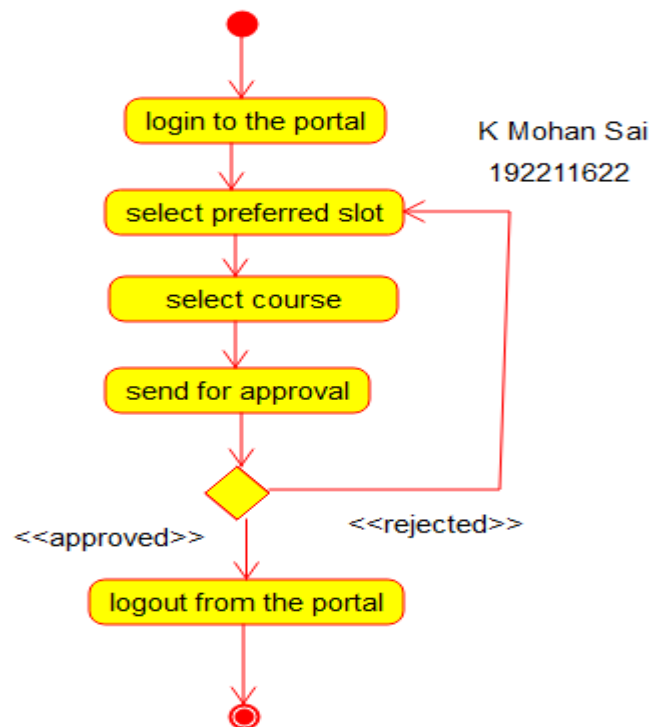 login to the portal
K Mohan Sai
192211622
select preferred slot
select course
send for approval
<<approved>>
<<rejected>>
logout from the portal